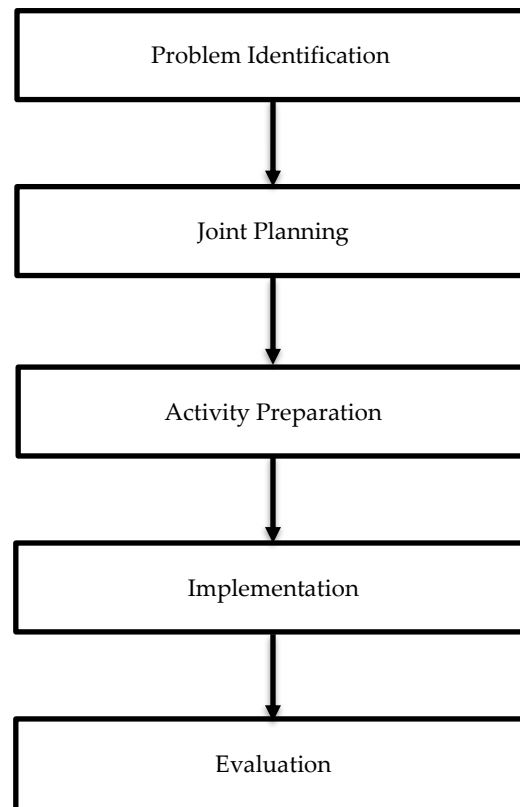 Problem Identification
Joint Planning
Activity Preparation
Implementation
Evaluation